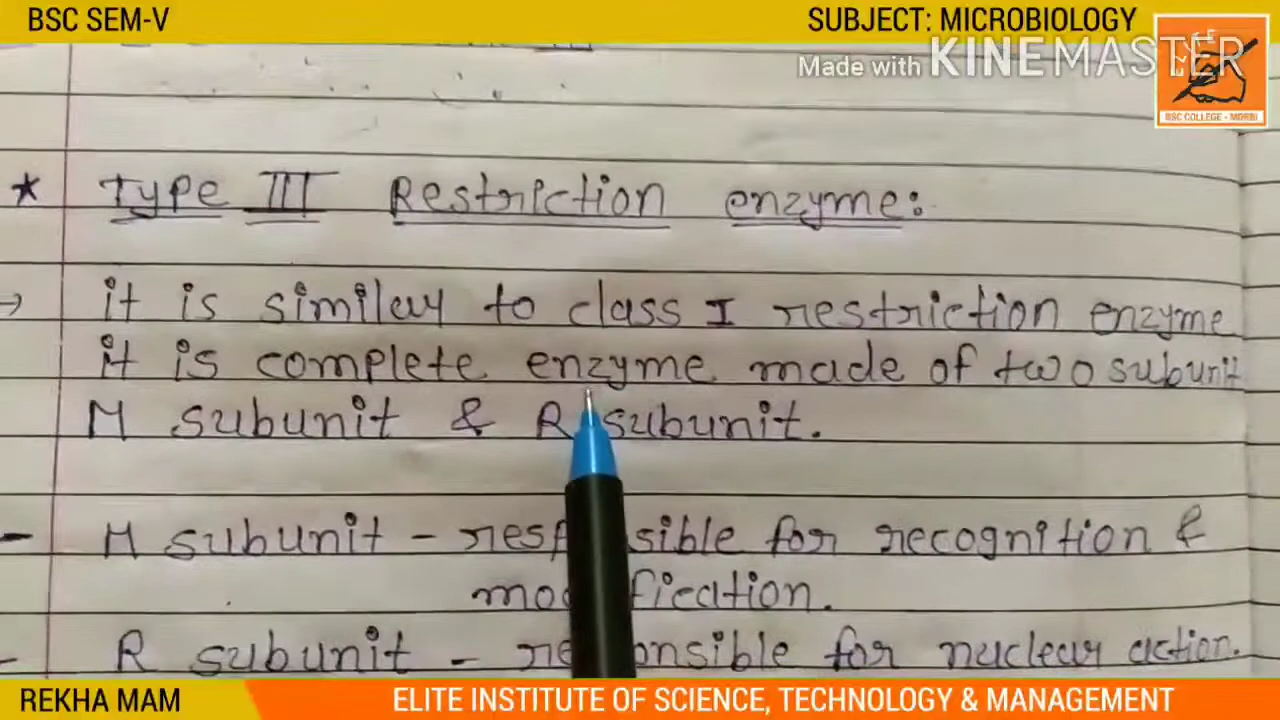 BSC SEM-V
SUBJECT: MICROBIOLOGY
Made with KINEMASTER
BSC COLLEGE - MORBI
* Type III Restriction enzyme:
→ it is similar to class I restriction enzyme
it is complete enzyme made of two subunit
M subunit & R subunit.
- M subunit - responsible for recognition &
modification.
- R subunit - responsible for nuclear action.
REKHA MAM
ELITE INSTITUTE OF SCIENCE, TECHNOLOGY & MANAGEMENT